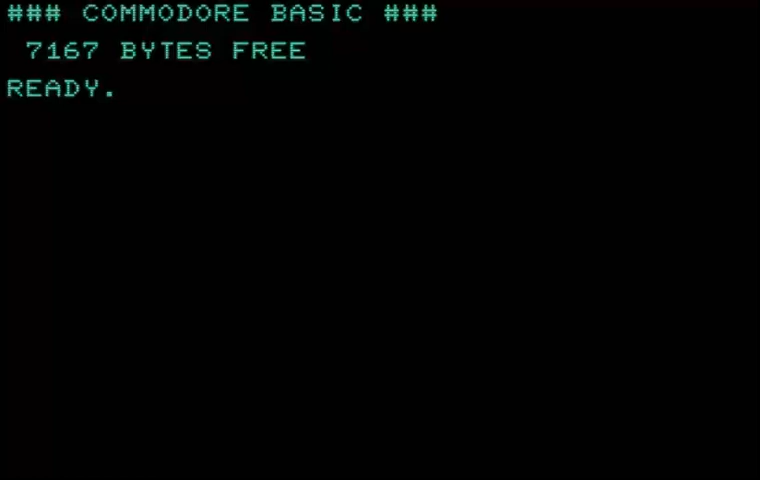 ### COMMODORE BASIC ###
7167 BYTES FREE
READY.